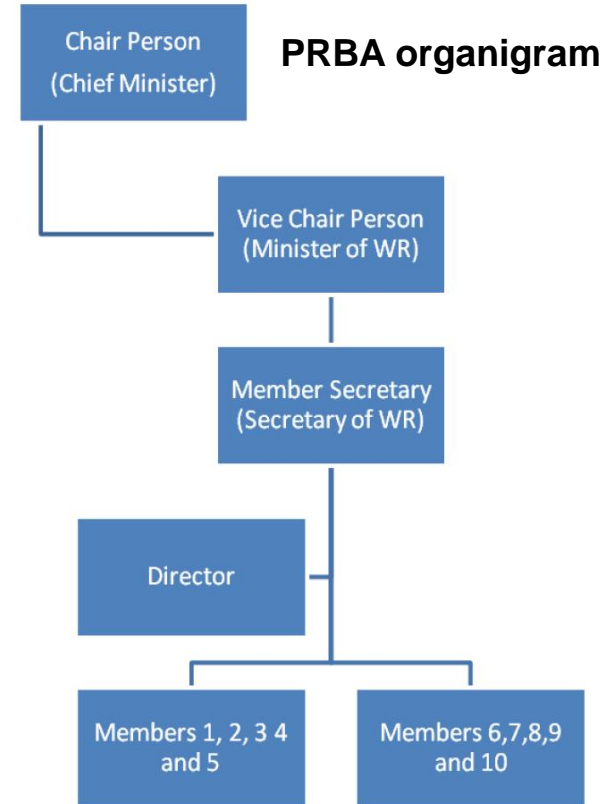 PRBA organigram
Chair Person
(Chief Minister)
Vice Chair Person
(Minister of WR)
Member Secretary
(Secretary of WR)
Director
Members 1, 2, 3 4
and 5
Members 6,7,8,9
and 10